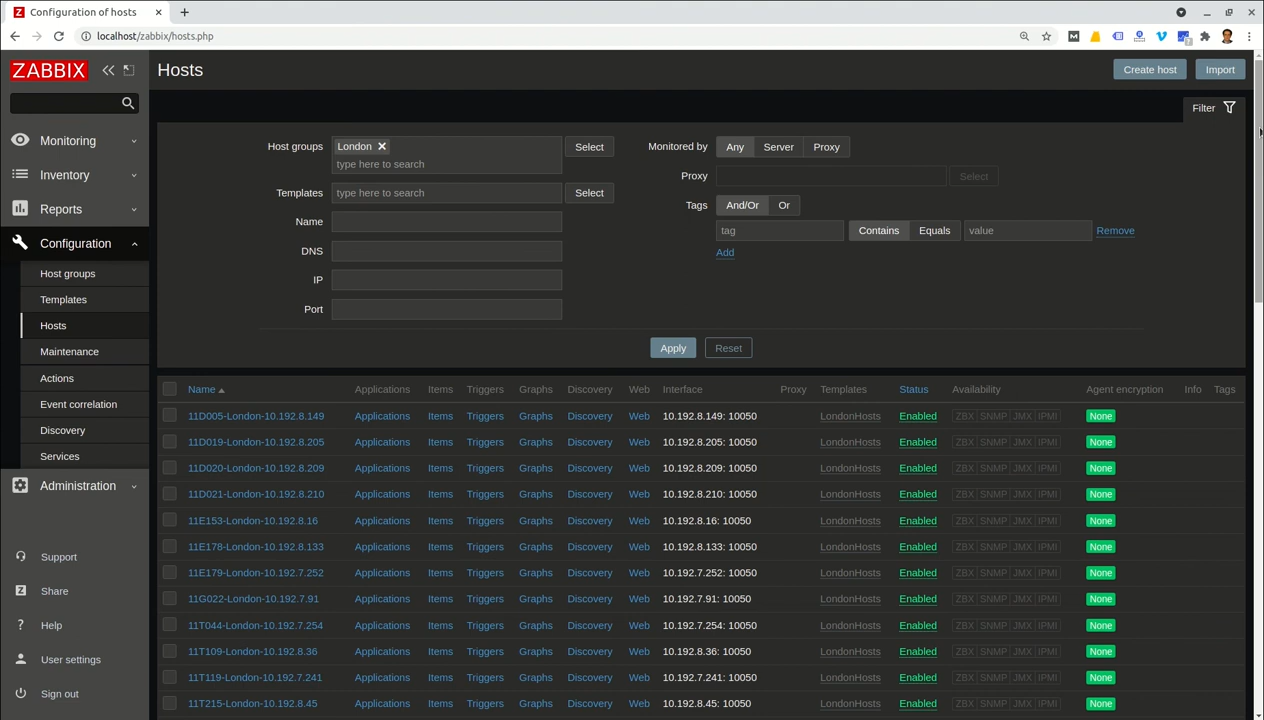 Configuration of hosts
localhost/zabbix/hosts.php
ZABBIX
Monitoring
Inventory
Reports
Configuration
Host groups
Templates
Hosts
Maintenance
Actions
Event correlation
Discovery
Services
Administration
Support
Share
Help
User settings
Sign out
Hosts
Create host Import
Filter
Host groups London type here to search Select
Templates type here to search Select
Name
DNS
IP
Port
Monitored by Any Server Proxy
Proxy Select
Tags And/Or Or
tag Contains Equals value Remove
Add
Apply Reset
Name Applications Items Triggers Graphs Discovery Web Interface Proxy Templates Status Availability Agent encryption Info Tags
11D005-London-10.192.8.149 Applications Items Triggers Graphs Discovery Web 10.192.8.149: 10050 LondonHosts Enabled ZBX SNMP JMX IPMI None
11D019-London-10.192.8.205 Applications Items Triggers Graphs Discovery Web 10.192.8.205: 10050 LondonHosts Enabled ZBX SNMP JMX IPMI None
11D020-London-10.192.8.209 Applications Items Triggers Graphs Discovery Web 10.192.8.209: 10050 LondonHosts Enabled ZBX SNMP JMX IPMI None
11D021-London-10.192.8.210 Applications Items Triggers Graphs Discovery Web 10.192.8.210: 10050 LondonHosts Enabled ZBX SNMP JMX IPMI None
11E153-London-10.192.8.16 Applications Items Triggers Graphs Discovery Web 10.192.8.16: 10050 LondonHosts Enabled ZBX SNMP JMX IPMI None
11E178-London-10.192.8.133 Applications Items Triggers Graphs Discovery Web 10.192.8.133: 10050 LondonHosts Enabled ZBX SNMP JMX IPMI None
11E179-London-10.192.7.252 Applications Items Triggers Graphs Discovery Web 10.192.7.252: 10050 LondonHosts Enabled ZBX SNMP JMX IPMI None
11G022-London-10.192.7.91 Applications Items Triggers Graphs Discovery Web 10.192.7.91: 10050 LondonHosts Enabled ZBX SNMP JMX IPMI None
11T044-London-10.192.7.254 Applications Items Triggers Graphs Discovery Web 10.192.7.254: 10050 LondonHosts Enabled ZBX SNMP JMX IPMI None
11T109-London-10.192.8.36 Applications Items Triggers Graphs Discovery Web 10.192.8.36: 10050 LondonHosts Enabled ZBX SNMP JMX IPMI None
11T119-London-10.192.7.241 Applications Items Triggers Graphs Discovery Web 10.192.7.241: 10050 LondonHosts Enabled ZBX SNMP JMX IPMI None
11T215-London-10.192.8.45 Applications Items Triggers Graphs Discovery Web 10.192.8.45: 10050 LondonHosts Enabled ZBX SNMP JMX IPMI None